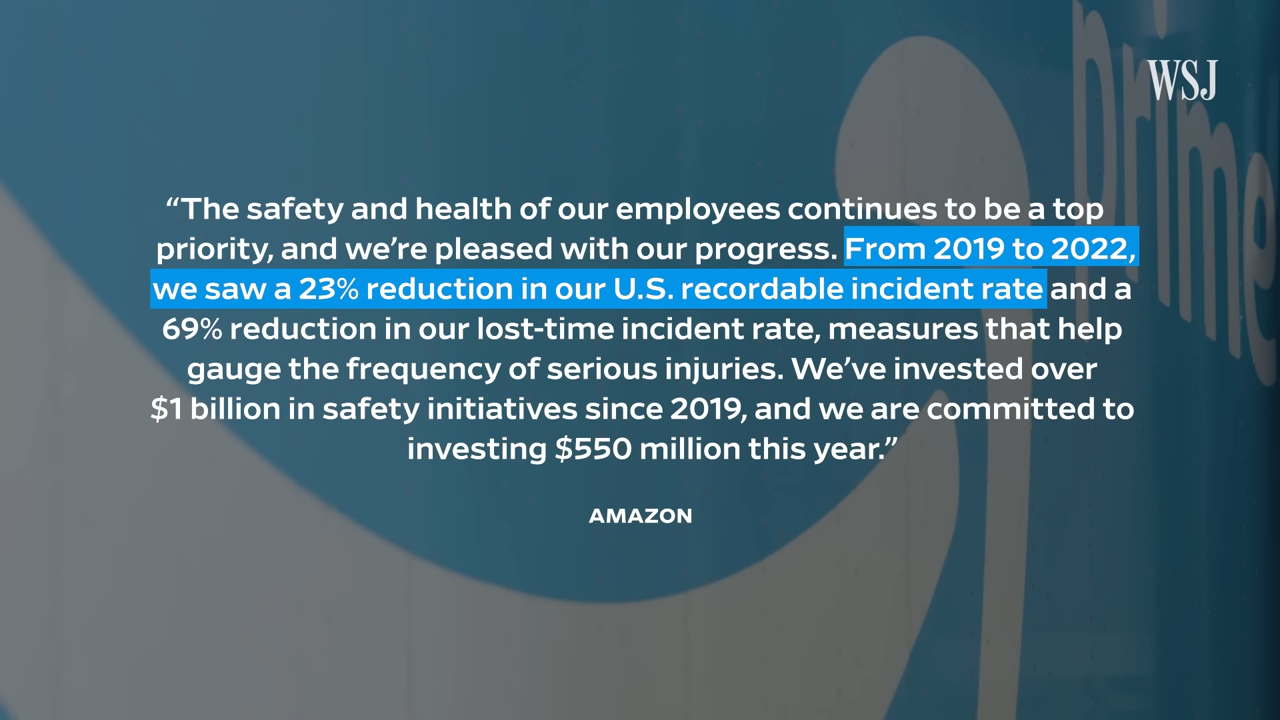 WSJ
prime
“The safety and health of our employees continues to be a top
priority, and we’re pleased with our progress. From 2019 to 2022,
we saw a 23% reduction in our U.S. recordable incident rate and a
69% reduction in our lost-time incident rate, measures that help
gauge the frequency of serious injuries. We’ve invested over
$1 billion in safety initiatives since 2019, and we are committed to
investing $550 million this year.”
AMAZON